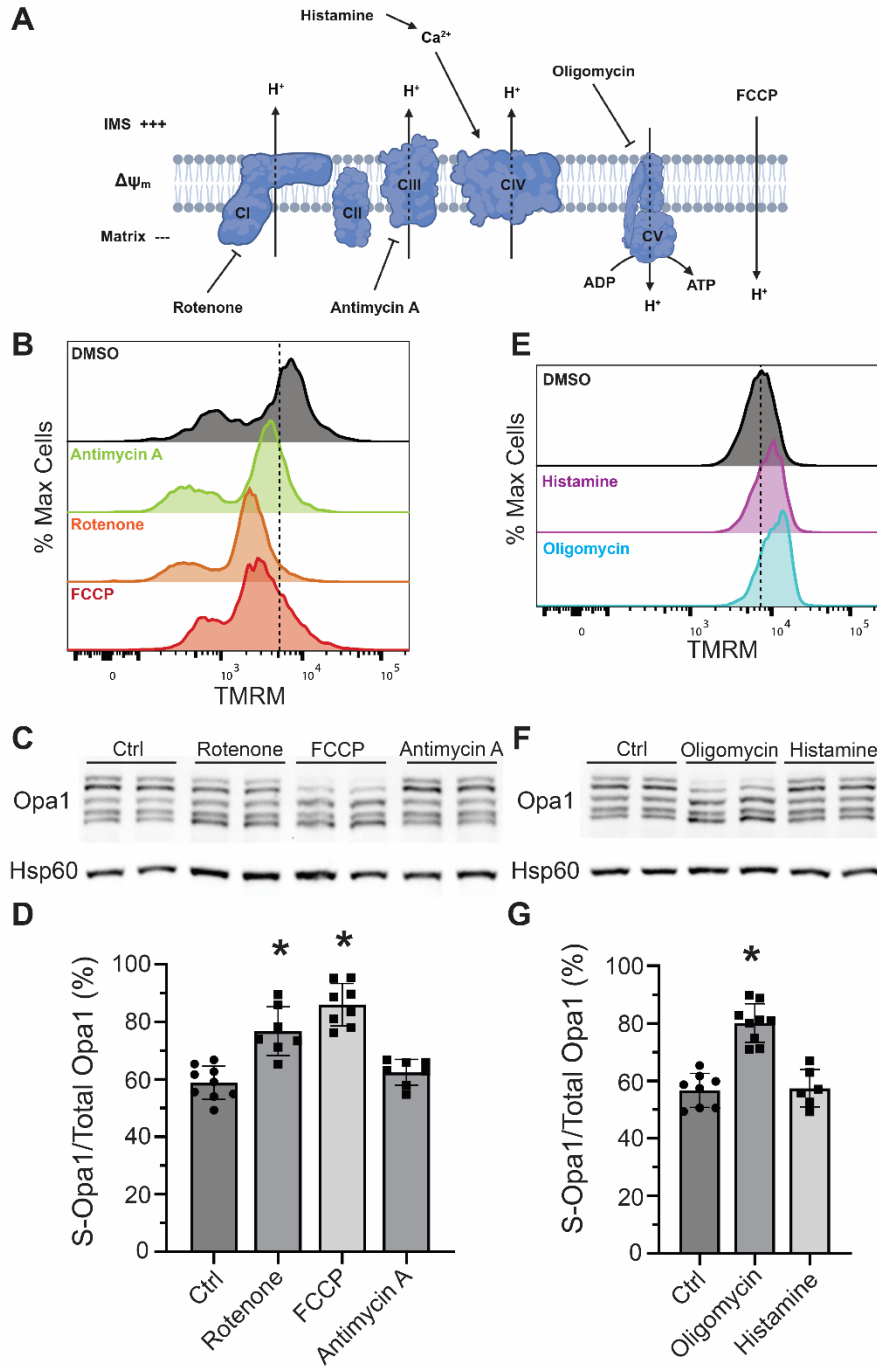 A
Histamine
Ca²⁺
Oligomycin
FCCP
H⁺ H⁺ H⁺
IMS +++
Δψm
CI CII CIII CIV CV
Matrix ---
ADP ATP
H⁺ H⁺
Rotenone Antimycin A
B
DMSO
Antimycin A
Rotenone
FCCP
% Max Cells
0 10³ 10⁴ 10⁵
TMRM
E
DMSO
Histamine
Oligomycin
% Max Cells
0 10³ 10⁴ 10⁵
TMRM
C
Ctrl Rotenone FCCP Antimycin A
Opa1
Hsp60
F
Ctrl Oligomycin Histamine
Opa1
Hsp60
D
S-Opa1/Total Opa1 (%)
100
80
60
40
20
0
* *
Ctrl
Rotenone
FCCP
Antimycin A
G
S-Opa1/Total Opa1 (%)
100
80
60
40
20
0
*
Ctrl
Oligomycin
Histamine